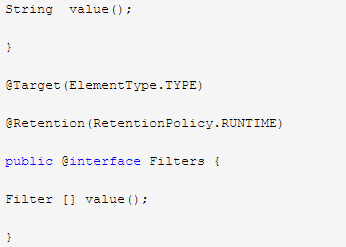 String  value();
}
@Target(ElementType.TYPE)
@Retention(RetentionPolicy.RUNTIME)
public @interface Filters {
Filter [] value();
}